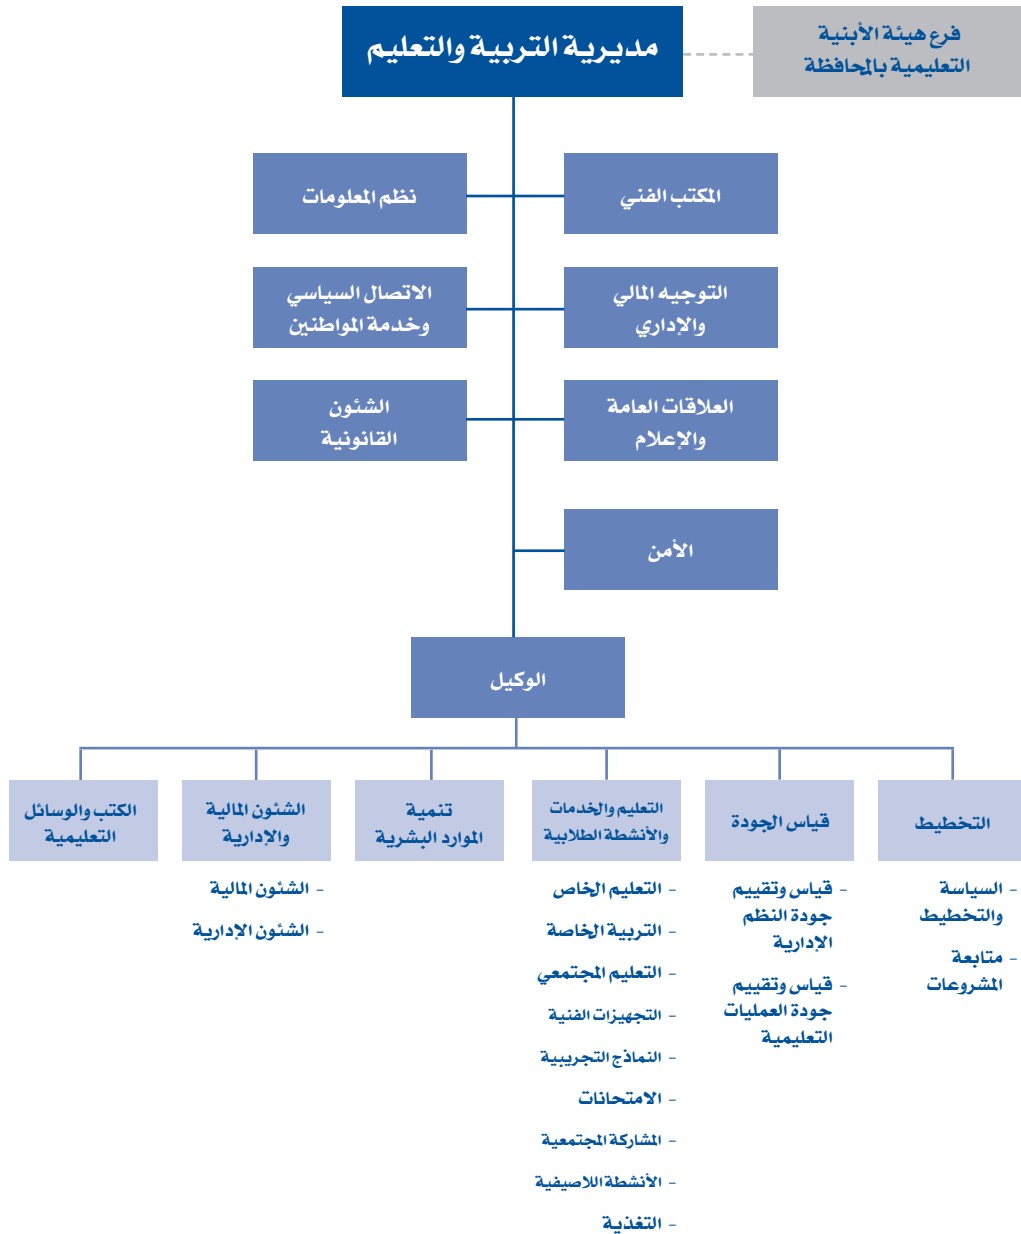 مديرية التربية والتعليم
فرع هيئة الأبنية
التعليمية بالمحافظة
المكتب الفني
نظم المعلومات
التوجيه المالي
والإداري
الاتصال السياسي
وخدمة المواطنين
العلاقات العامة
والإعلام
الشئون
القانونية
الأمن
الوكيل
التخطيط
- السياسة
والتخطيط
- متابعة
المشروعات
قياس الجودة
- قياس وتقييم
جودة النظم
الإدارية
- قياس وتقييم
جودة العمليات
التعليمية
التعليم والخدمات
والأنشطة الطلابية
- التعليم الخاص
- التربية الخاصة
- التعليم المجتمعي
- التجهيزات الفنية
- النماذج التجريبية
- الامتحانات
- المشاركة المجتمعية
- الأنشطة اللاصيفية
- التغذية
تنمية
الموارد البشرية
الشئون المالية
والإدارية
- الشئون المالية
- الشئون الإدارية
الكتب والوسائل
التعليمية